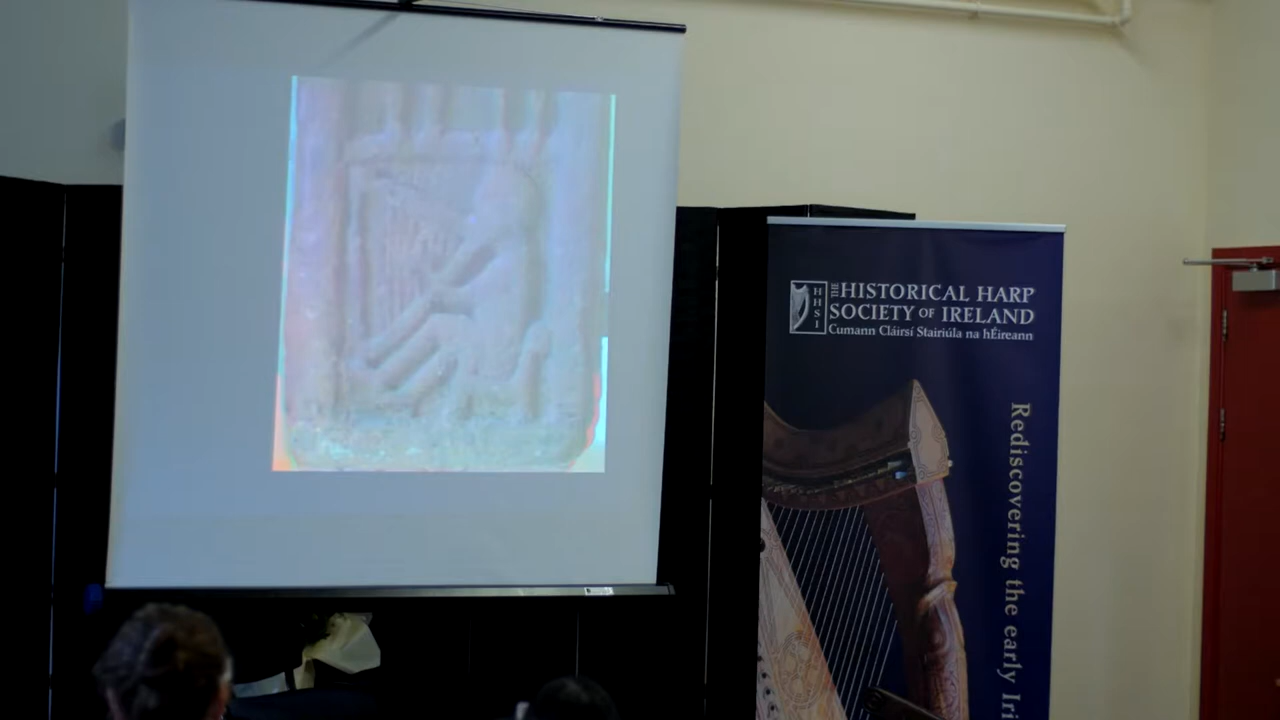 HHSI
THE HISTORICAL HARP
SOCIETY OF IRELAND
Cumann Cláirsí Stairiúla na hÉireann
Rediscovering the early Iri